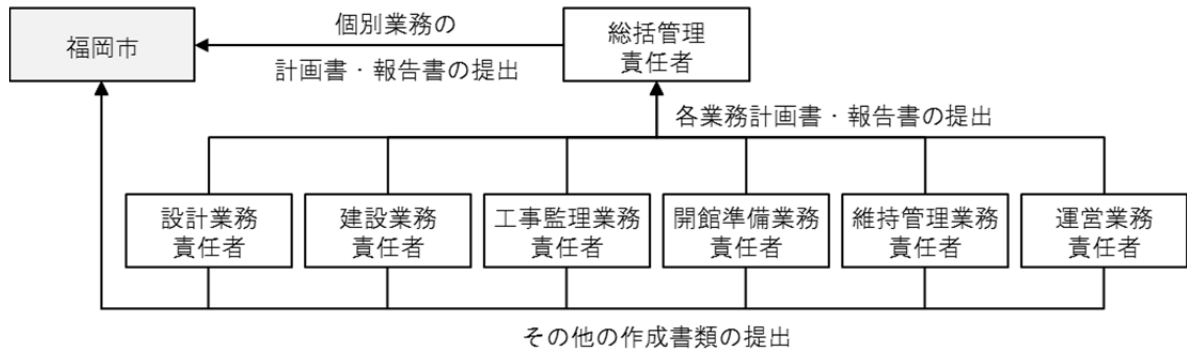 福岡市
個別業務の
計画書・報告書の提出
総括管理
責任者
各業務計画書・報告書の提出
設計業務
責任者
建設業務
責任者
工事監理業務
責任者
開館準備業務
責任者
維持管理業務
責任者
運営業務
責任者
その他の作成書類の提出